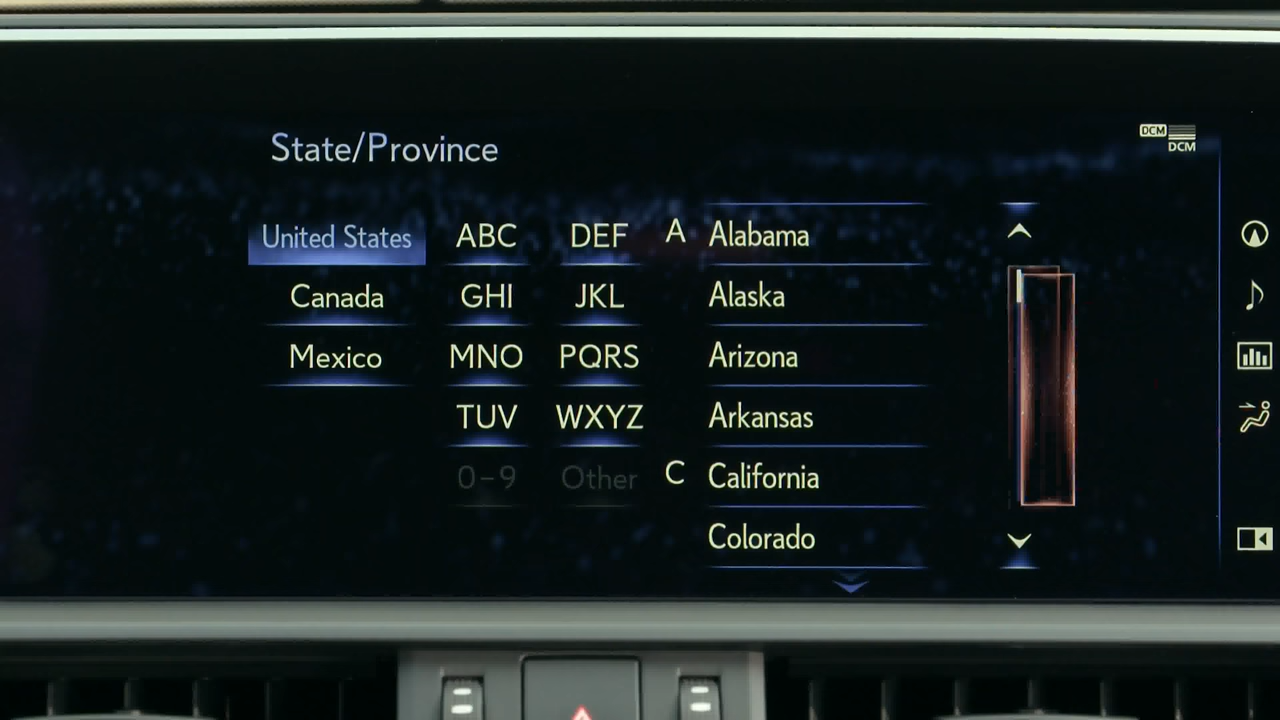 State/Province
DCM
DCM
United States
ABC
DEF
A
Alabama
Canada
GHI
JKL
Alaska
Mexico
MNO
PQRS
Arizona
TUV
WXYZ
Arkansas
0-9
Other
C
California
Colorado